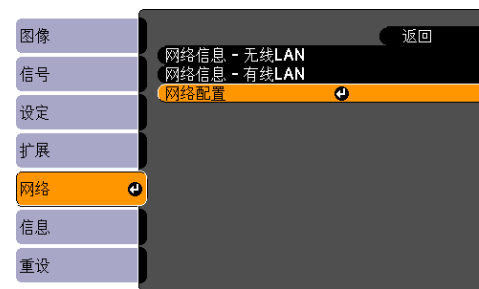 图像
信号
设定
扩展
网络
信息
重设
返回
网络信息 - 无线LAN
网络信息 - 有线LAN
网络配置